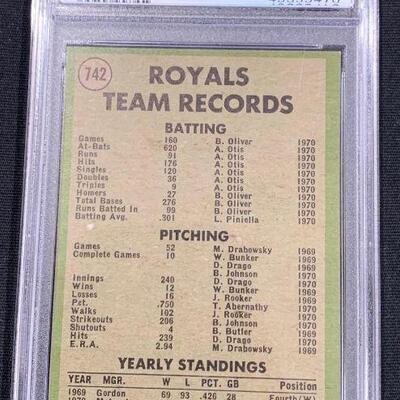 742
ROYALS
TEAM RECORDS
BATTING
Games 160 B. Oliver 1970
At-Bats 620 A. Otis 1970
Runs 91 A. Otis 1970
Hits 176 A. Otis 1970
Singles 120 A. Otis 1970
Doubles 36 A. Otis 1970
Triples 9 A. Otis 1970
Homers 27 B. Oliver 1970
Total Bases 276 A. Otis 1970
Runs Batted In 99 B. Oliver 1970
Batting Avg. .301 L. Piniella 1970
PITCHING
Games 52 M. Drabowsky 1969
Complete Games 10 W. Bunker 1969
D. Drago 1969
B. Johnson 1970
Innings 240 D. Drago 1970
Wins 12 W. Bunker 1969
Losses 16 J. Rooker 1969
Pct. .750 T. Abernathy 1970
Walks 102 J. Rooker 1970
Strikeouts 206 B. Johnson 1970
Shutouts 4 B. Butler 1969
Hits 239 D. Drago 1970
E.R.A. 2.94 M. Drabowsky 1969
YEARLY STANDINGS
YEAR MGR. W L PCT. GB Position
1969 Gordon 69 93 .426 28 Fourth(W)